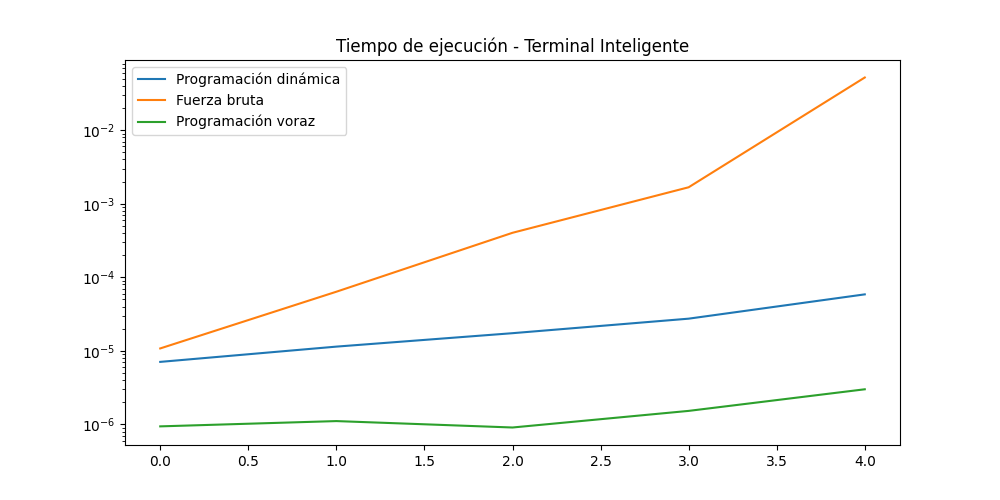 Tiempo de ejecución - Terminal Inteligente
Programación dinámica
Fuerza bruta
Programación voraz
10⁻²
10⁻³
10⁻⁴
10⁻⁵
10⁻⁶
0.0 0.5 1.0 1.5 2.0 2.5 3.0 3.5 4.0